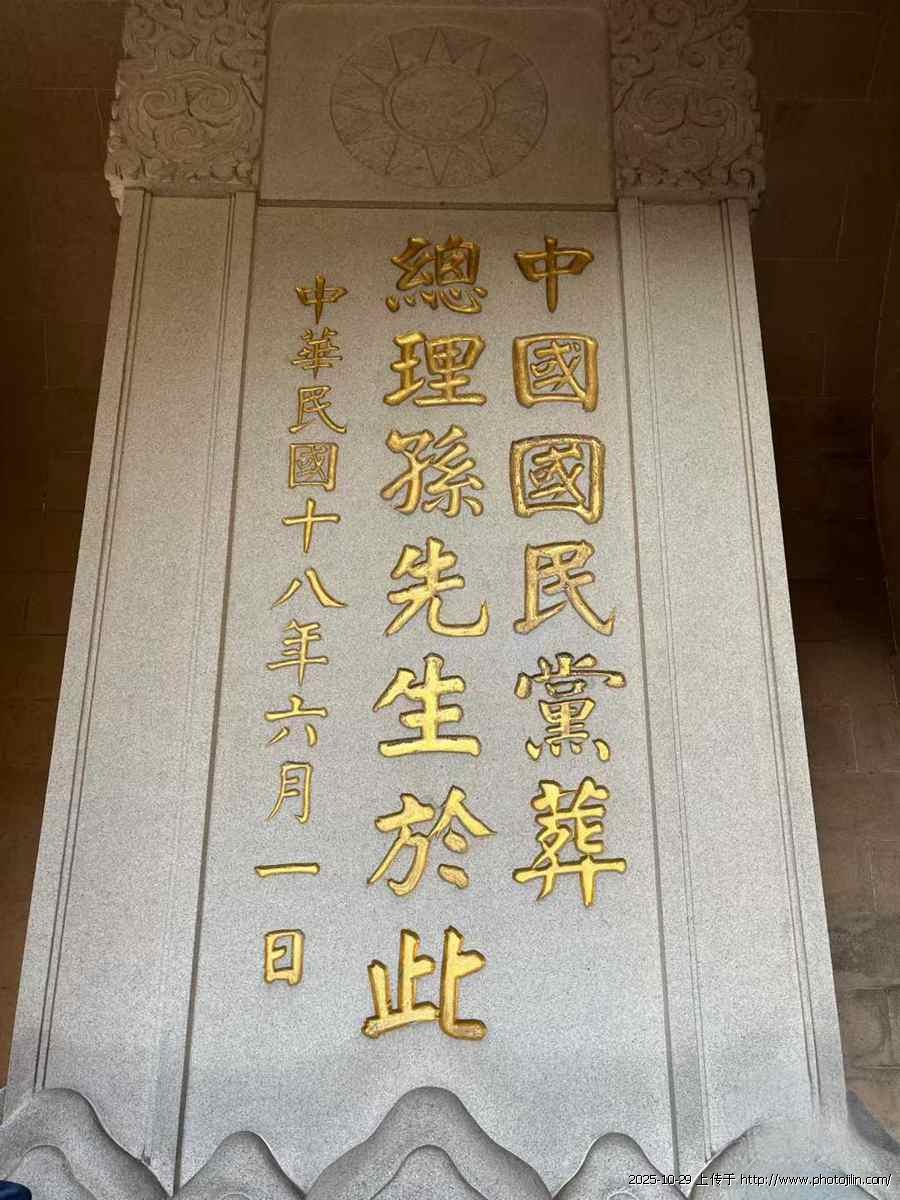 中國國民黨葬
總理孫先生於此
中華民國十八年六月一日
2025-10-29 上传于 http://www.photojlin.com/